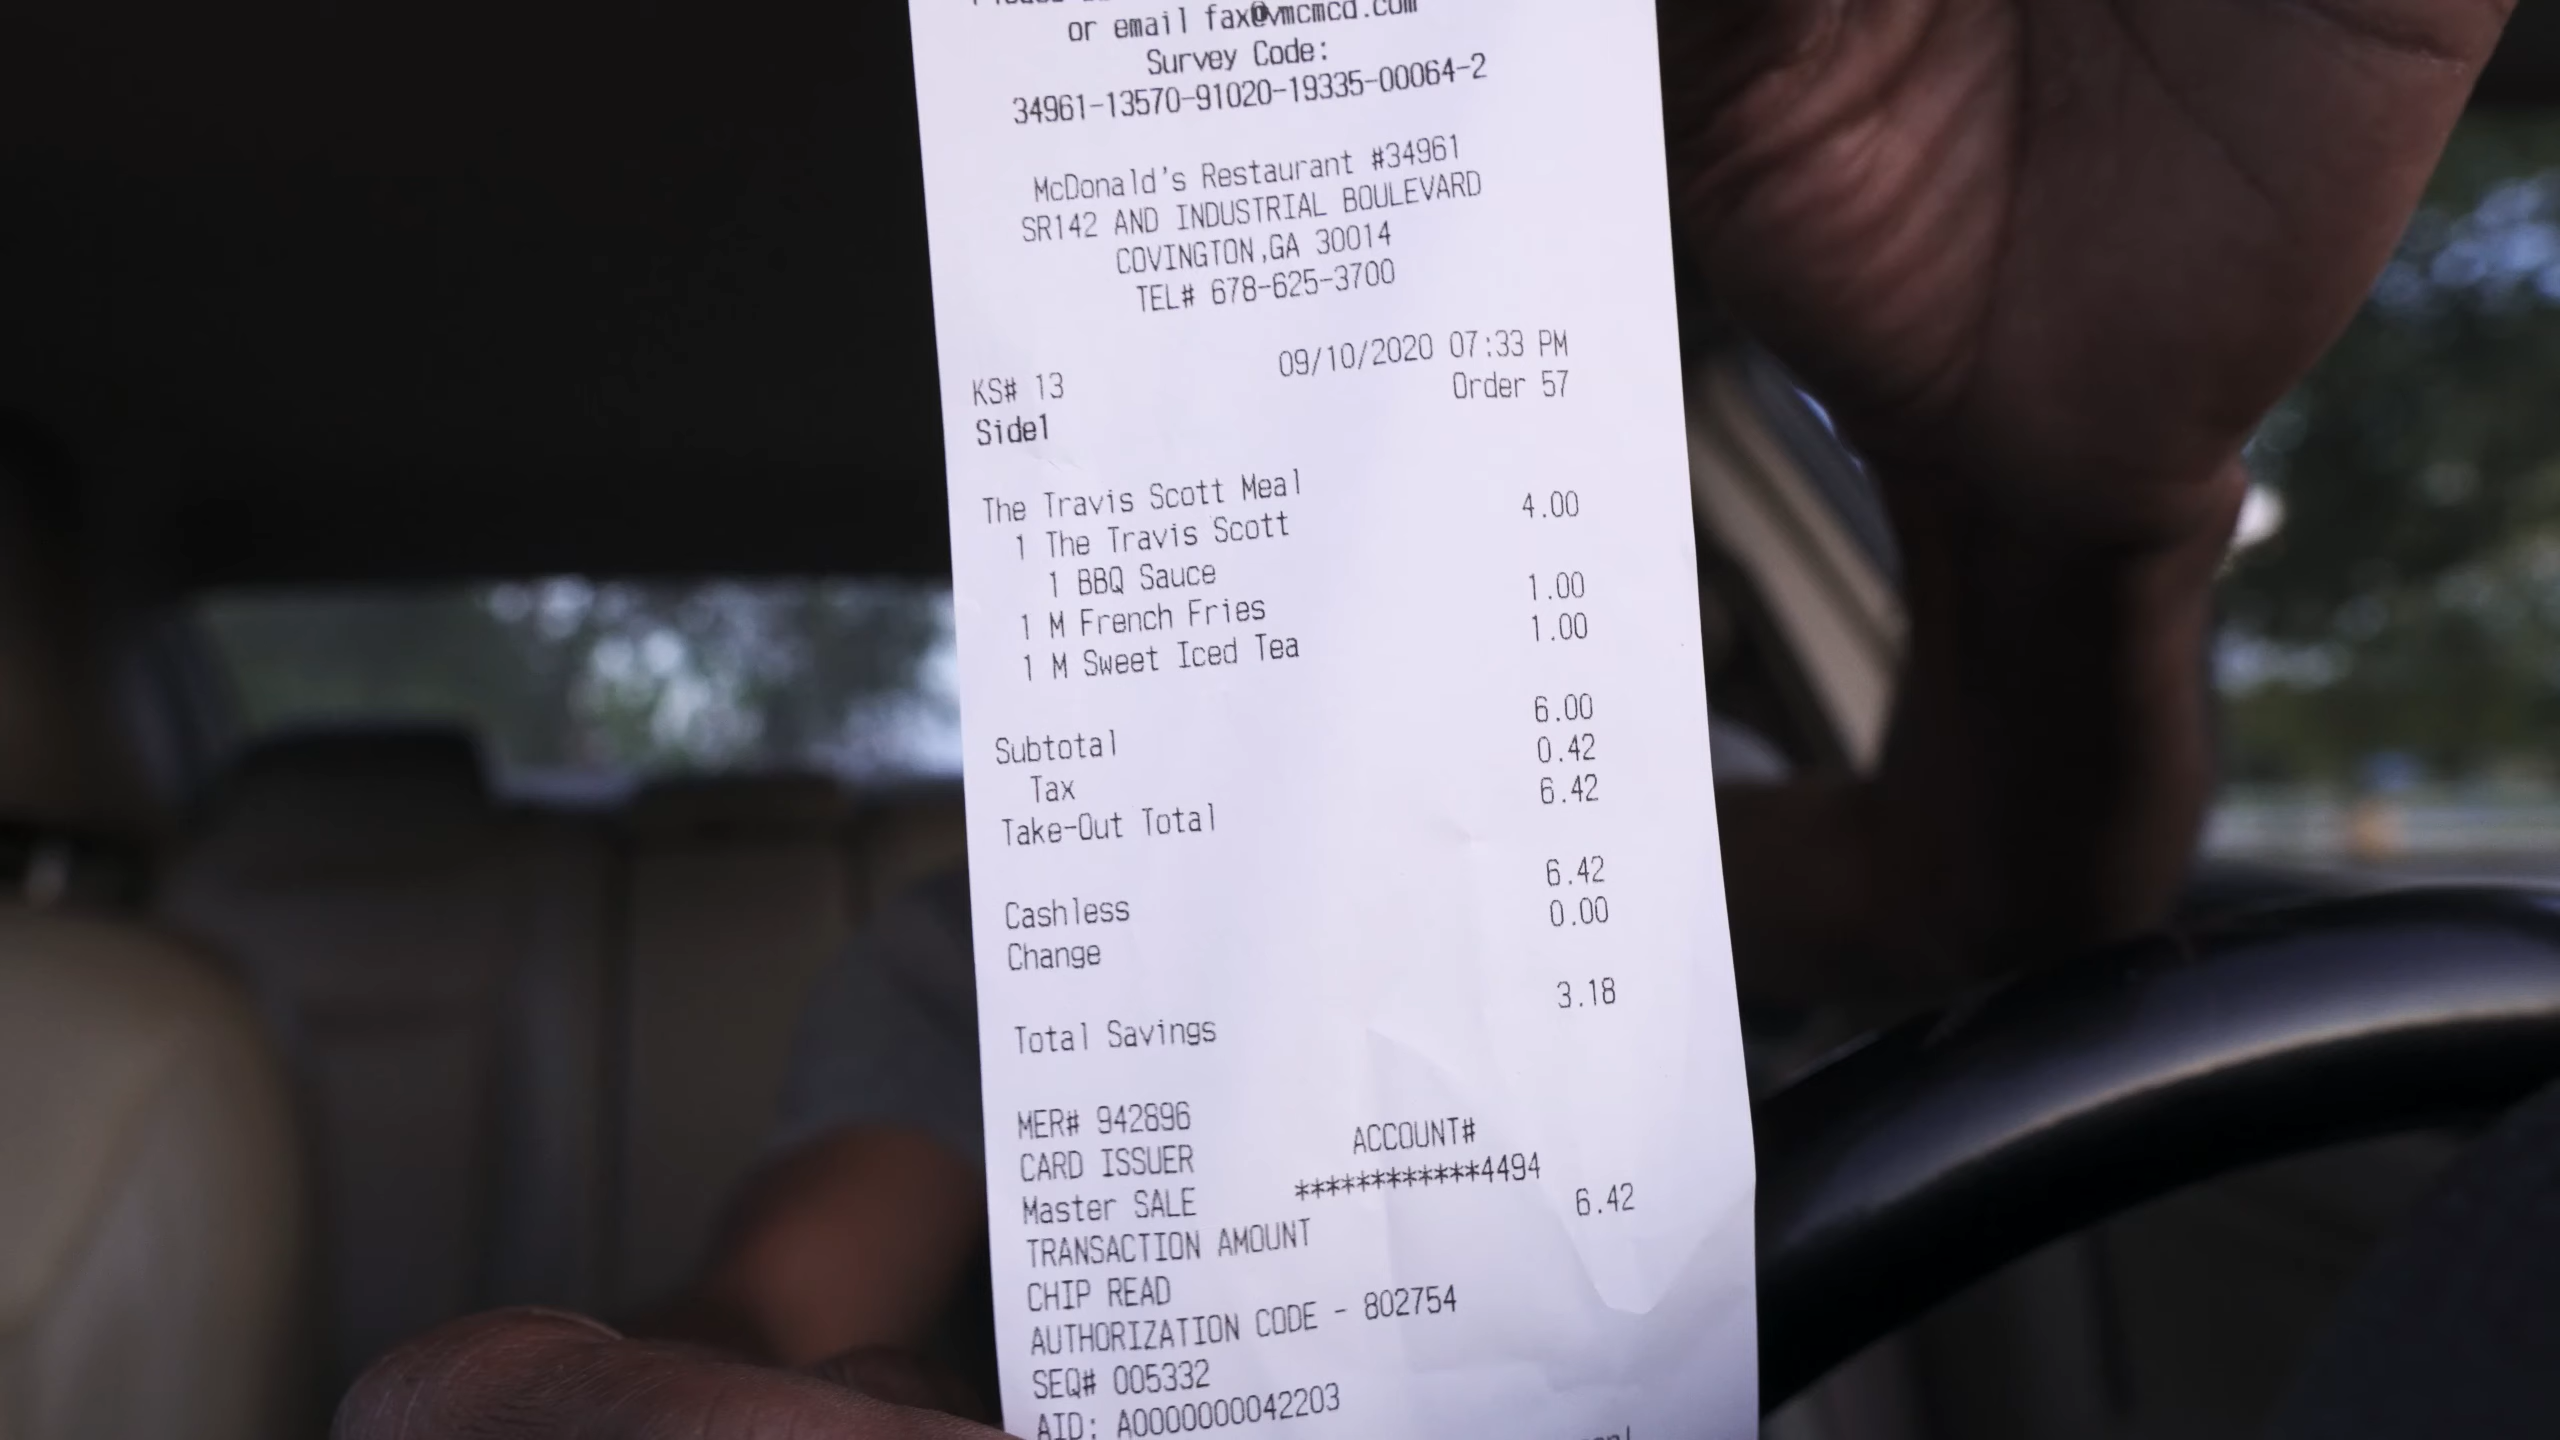 or email fax@vmcmcd.com
Survey Code:
34961-13570-91020-19335-00064-2
McDonald's Restaurant #34961
SR142 AND INDUSTRIAL BOULEVARD
COVINGTON,GA 30014
TEL# 678-625-3700
KS# 13 09/10/2020 07:33 PM
Side1 Order 57
The Travis Scott Meal
1 The Travis Scott 4.00
1 BBQ Sauce
1 M French Fries 1.00
1 M Sweet Iced Tea 1.00
Subtotal 6.00
Tax 0.42
Take-Out Total 6.42
Cashless 6.42
Change 0.00
Total Savings 3.18
MER# 942896
CARD ISSUER ACCOUNT#
Master SALE ************4494
TRANSACTION AMOUNT 6.42
CHIP READ
AUTHORIZATION CODE - 802754
SEQ# 005332
AID: A0000000042203